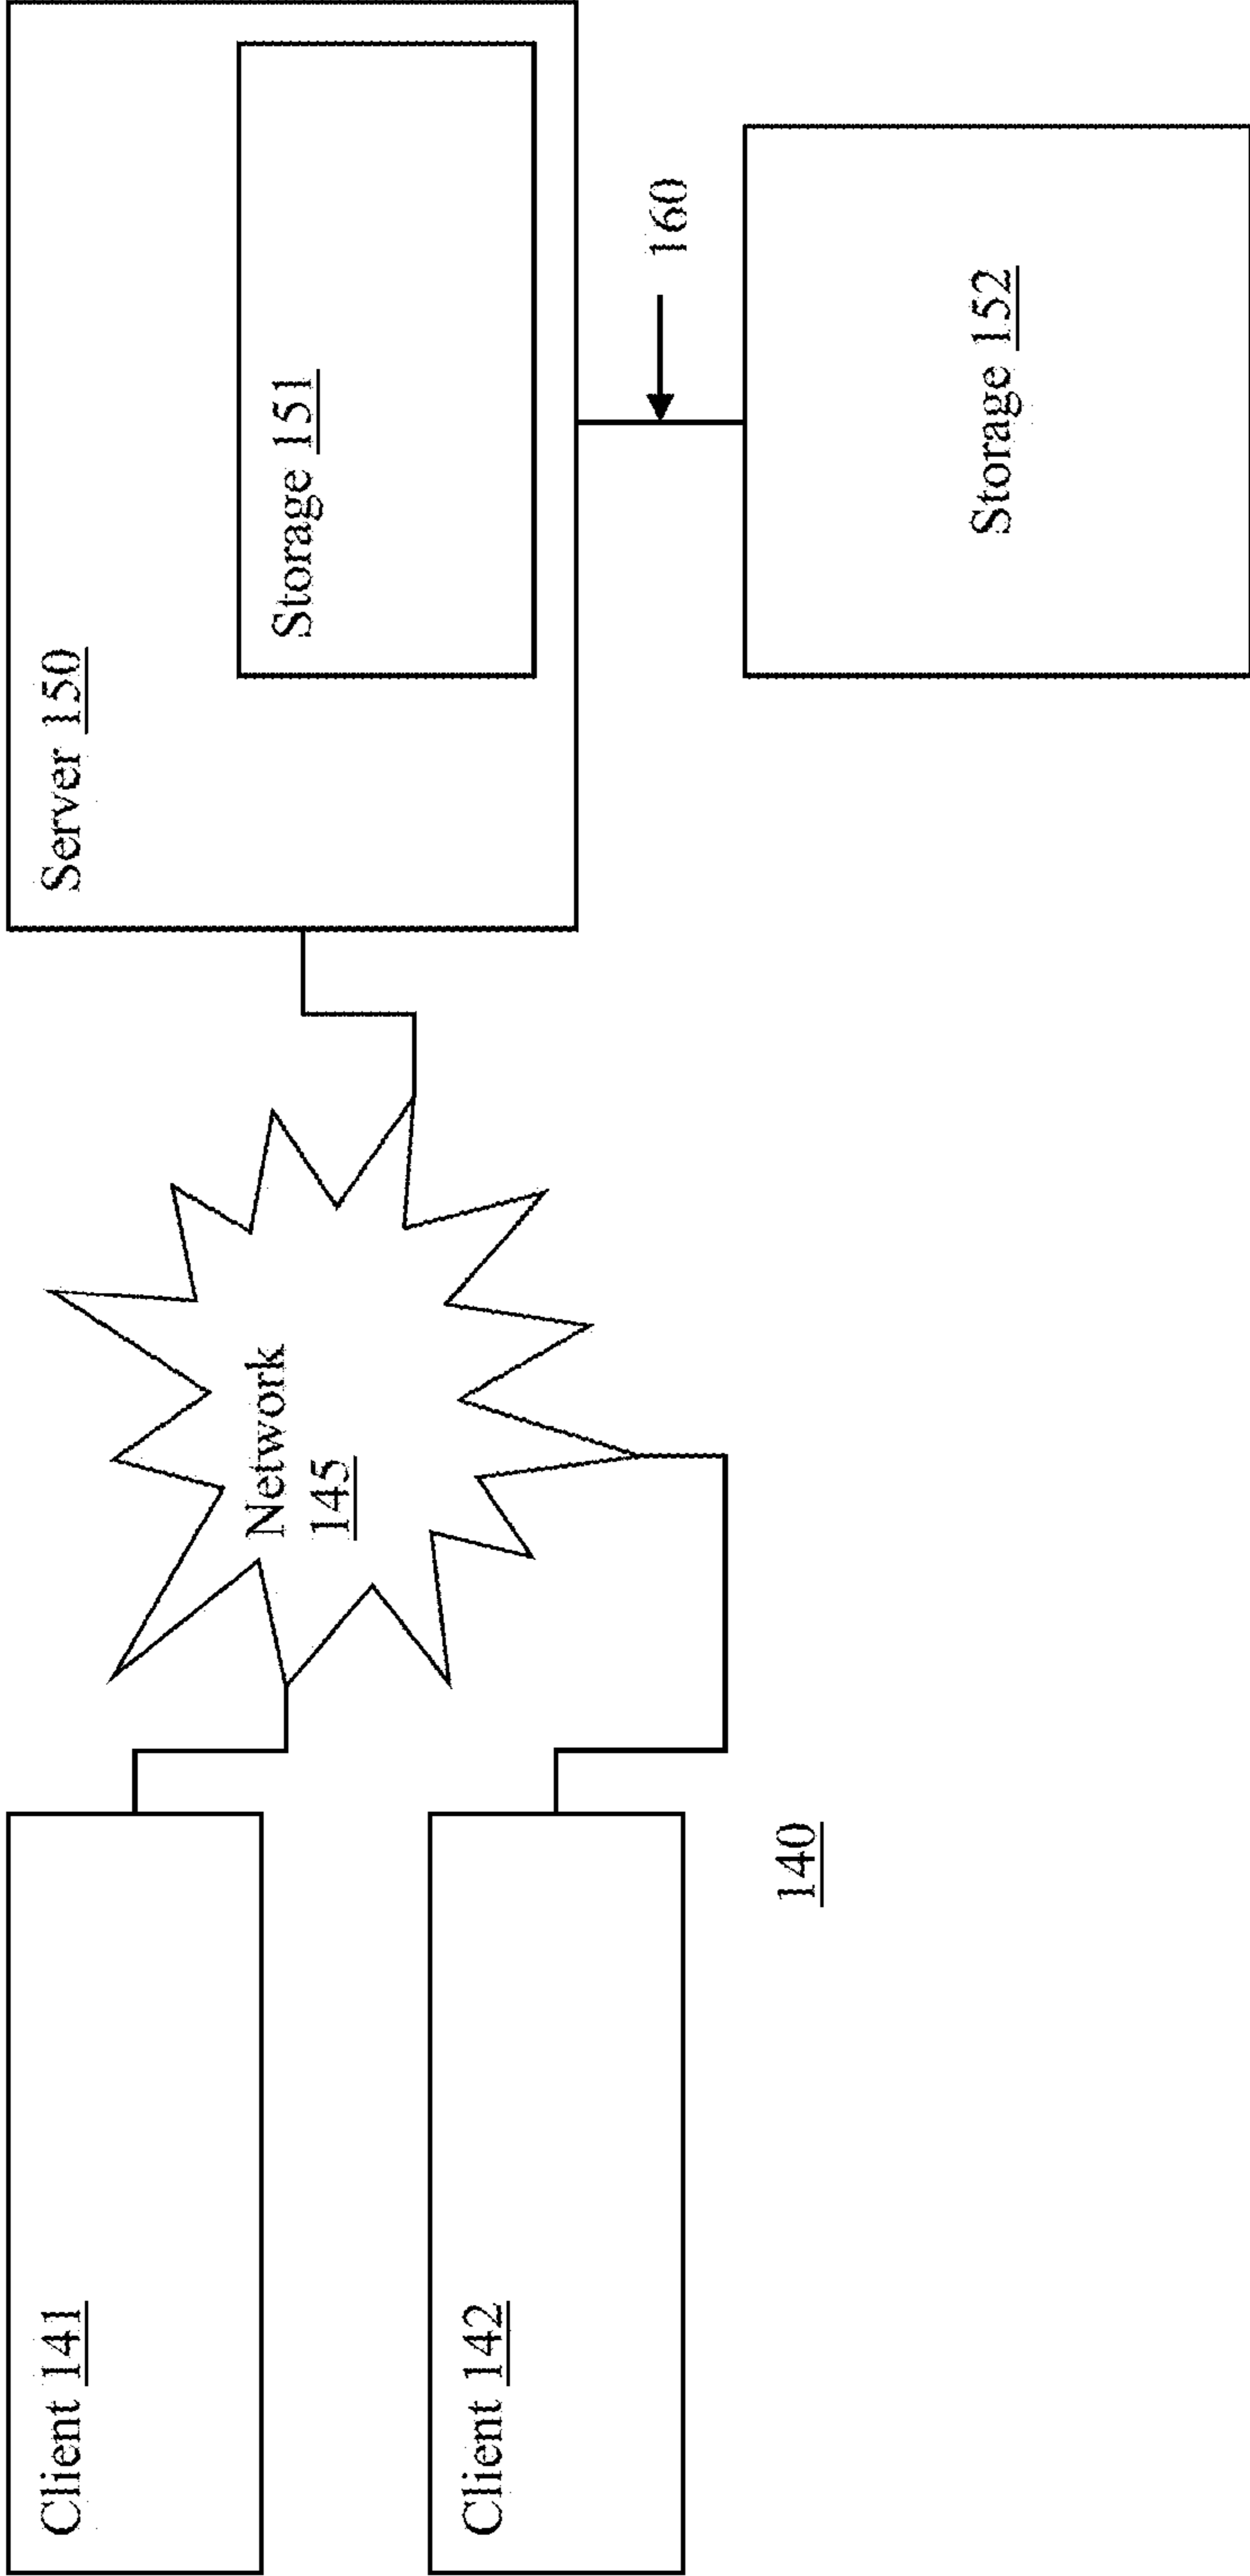 Client 141
Client 142
140
Network
145
Server 150
Storage 151
160
Storage 152